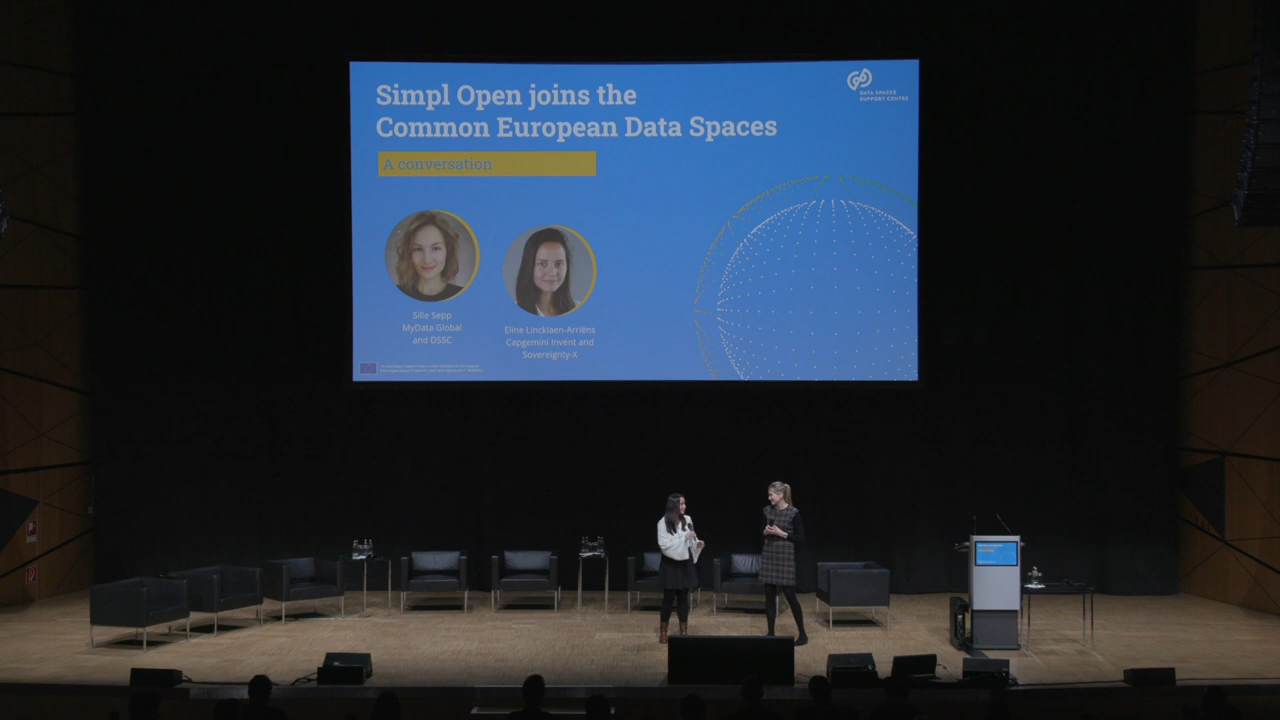 Simpl Open joins the
Common European Data Spaces
DATA SPACES
SUPPORT CENTRE
A conversation
Sille Sepp
MyData Global
and DSSC
Eline Lincklaen-Arriëns
Capgemini Invent and
Sovereignty-X